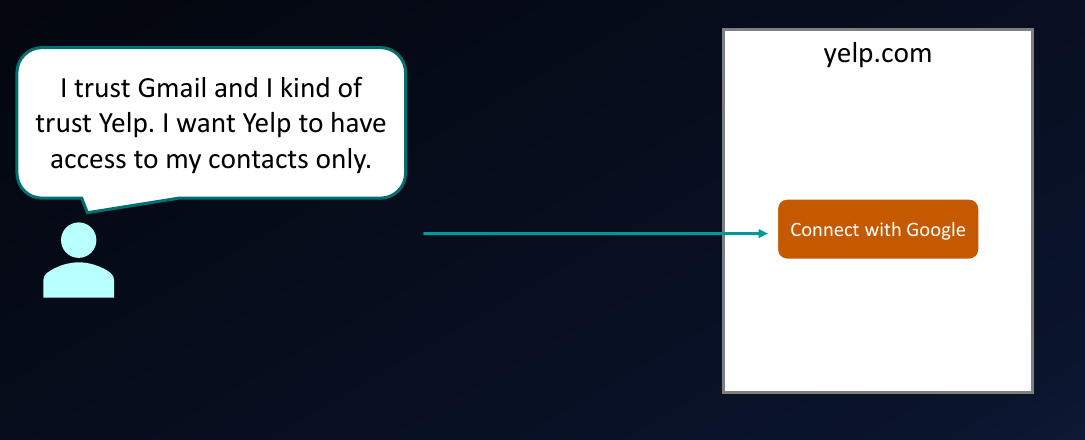 I trust Gmail and I kind of
trust Yelp. I want Yelp to have
access to my contacts only.
yelp.com
Connect with Google